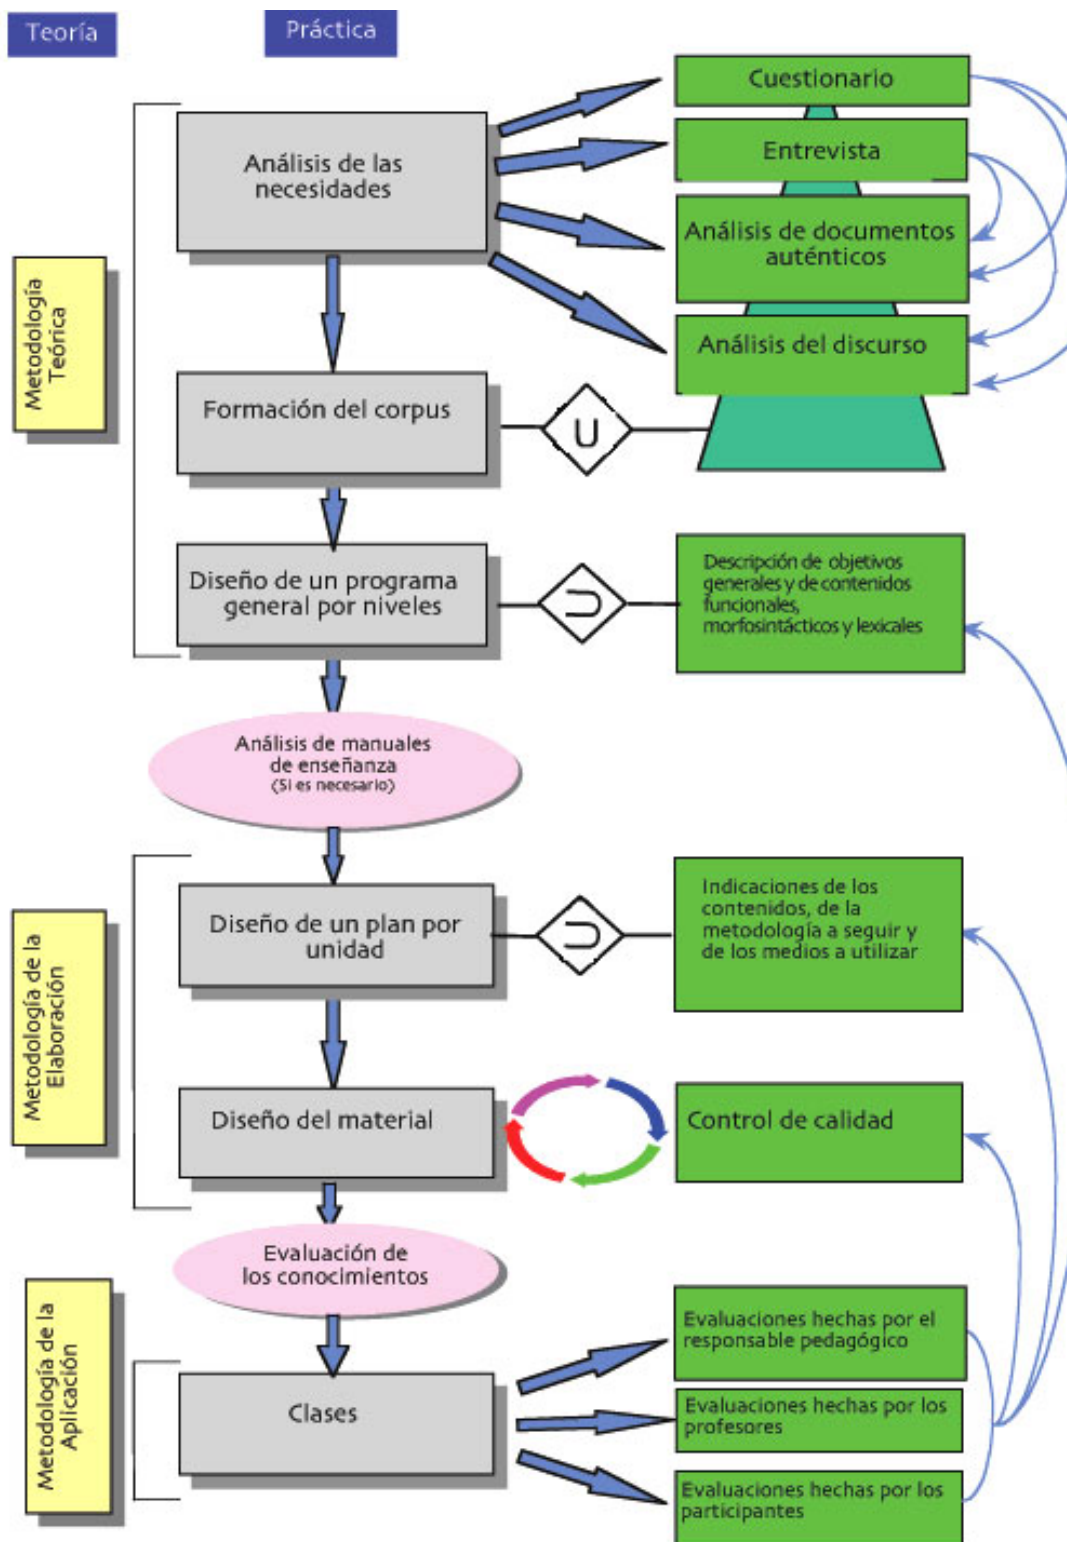 Teoría
Práctica
Análisis de las
necesidades
Cuestionario
Entrevista
Análisis de documentos
auténticos
Análisis del discurso
Metodología
Teórica
Formación del corpus
U
Diseño de un programa
general por niveles
Descripción de objetivos
generales y de contenidos
funcionales,
morfosintácticos y lexicales
Análisis de manuales
de enseñanza
(Si es necesario)
Metodología de la
Elaboración
Diseño de un plan por
unidad
Indicaciones de los
contenidos, de la
metodología a seguir y
de los medios a utilizar
Diseño del material
Control de calidad
Evaluación de
los conocimientos
Metodología de la
Aplicación
Clases
Evaluaciones hechas por el
responsable pedagógico
Evaluaciones hechas por los
profesores
Evaluaciones hechas por los
participantes